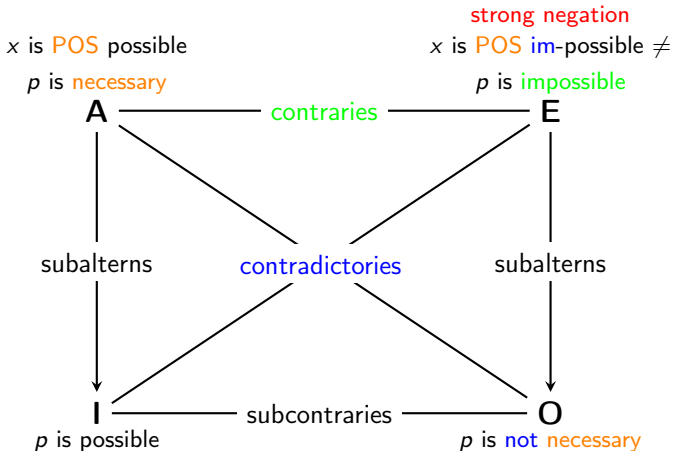 strong negation
x is POS possible
x is POS im-possible ≠
p is necessary
p is impossible
A
contraries
E
subalterns
contradictories
subalterns
I
subcontraries
O
p is possible
p is not necessary